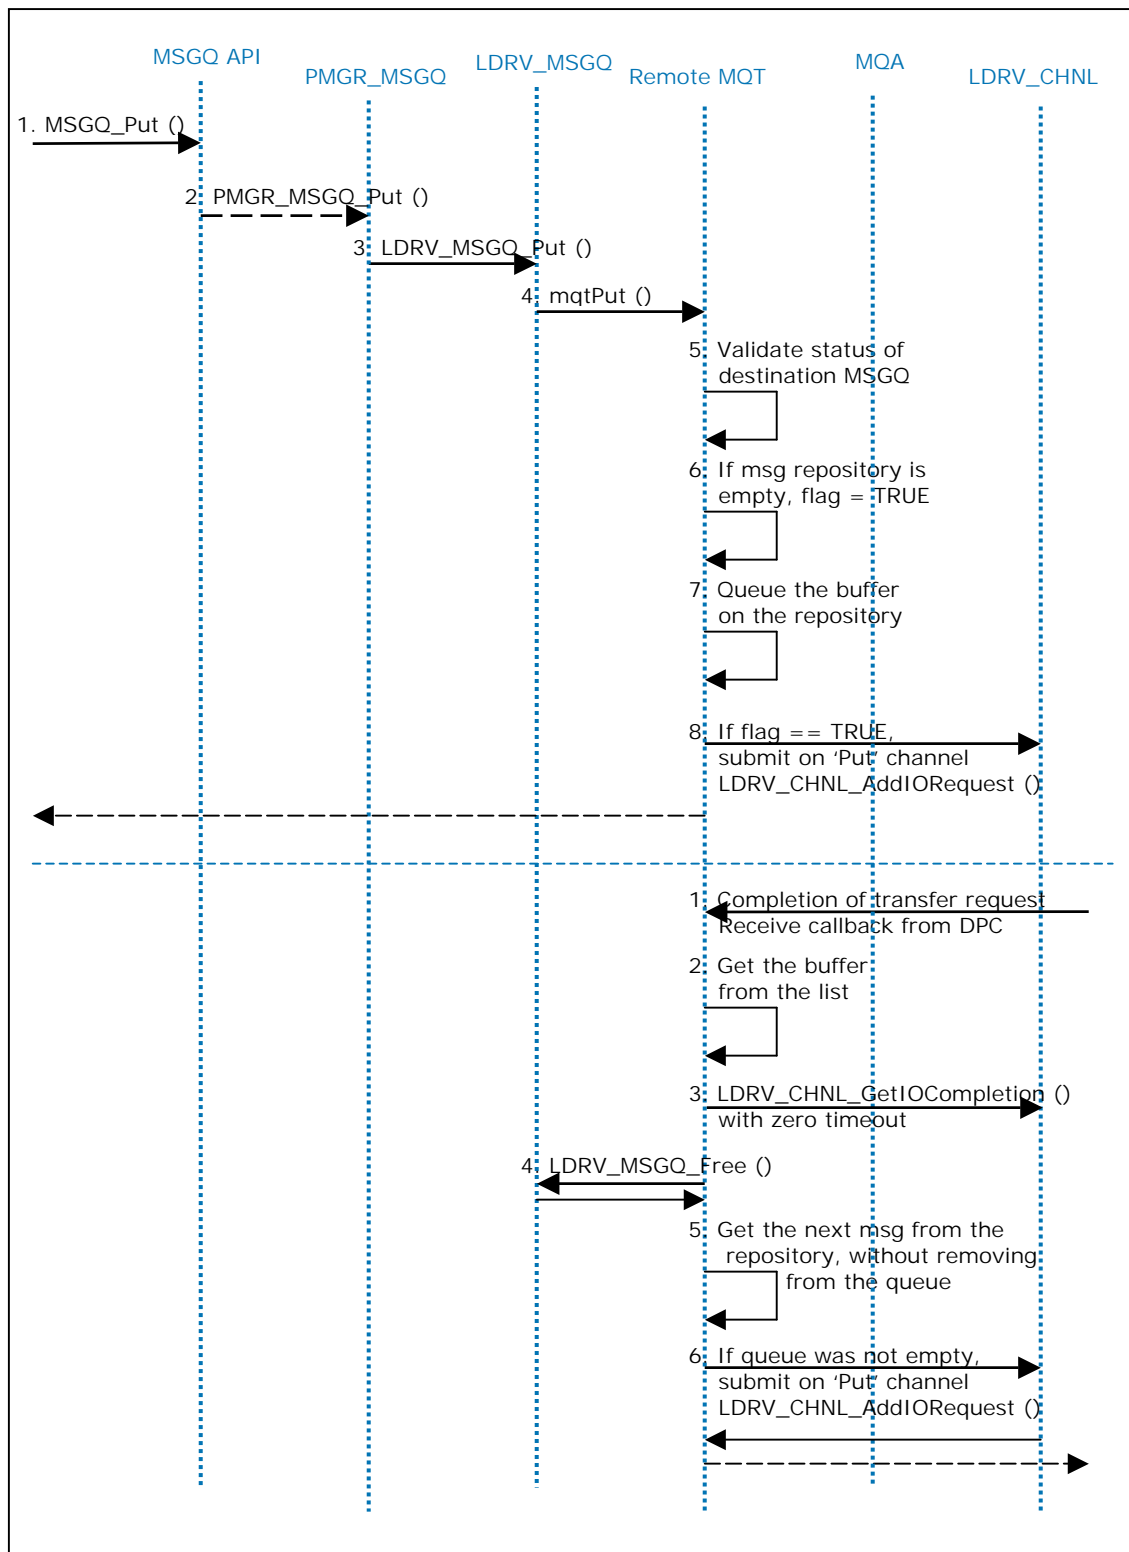 MSGQ API
PMGR_MSGQ
LDRV_MSGQ
Remote MQT
MQA
LDRV_CHNL
1. MSGQ_Put ()
2. PMGR_MSGQ_Put ()
3. LDRV_MSGQ_Put ()
4. mqtPut ()
5. Validate status of
destination MSGQ
6. If msg repository is
empty, flag = TRUE
7. Queue the buffer
on the repository
8. If flag == TRUE,
submit on ‘Put’ channel
LDRV_CHNL_AddIORequest ()
1. Completion of transfer request
Receive callback from DPC
2. Get the buffer
from the list
3. LDRV_CHNL_GetIOCompletion ()
with zero timeout
4. LDRV_MSGQ_Free ()
5. Get the next msg from the
repository, without removing
from the queue
6. If queue was not empty,
submit on ‘Put’ channel
LDRV_CHNL_AddIORequest ()